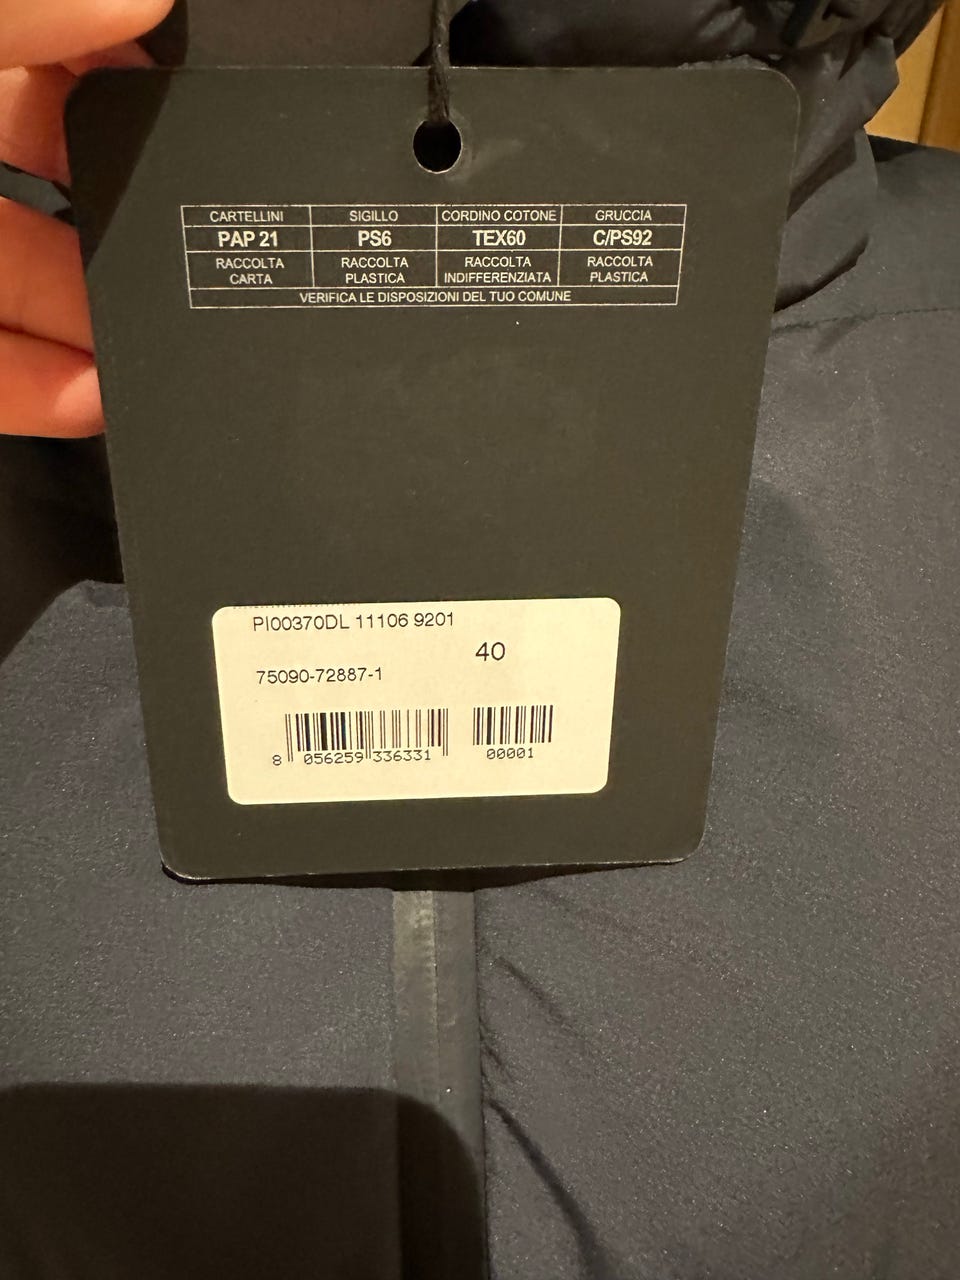 CARTELLINI SIGILLO CORDINO COTONE GRUCCIA
PAP 21 PS6 TEX60 C/PS92
RACCOLTA CARTA RACCOLTA PLASTICA RACCOLTA INDIFFERENZIATA RACCOLTA PLASTICA
VERIFICA LE DISPOSIZIONI DEL TUO COMUNE
PI00370DL 11106 9201
40
75090-72887-1
8 056259 336331 00001